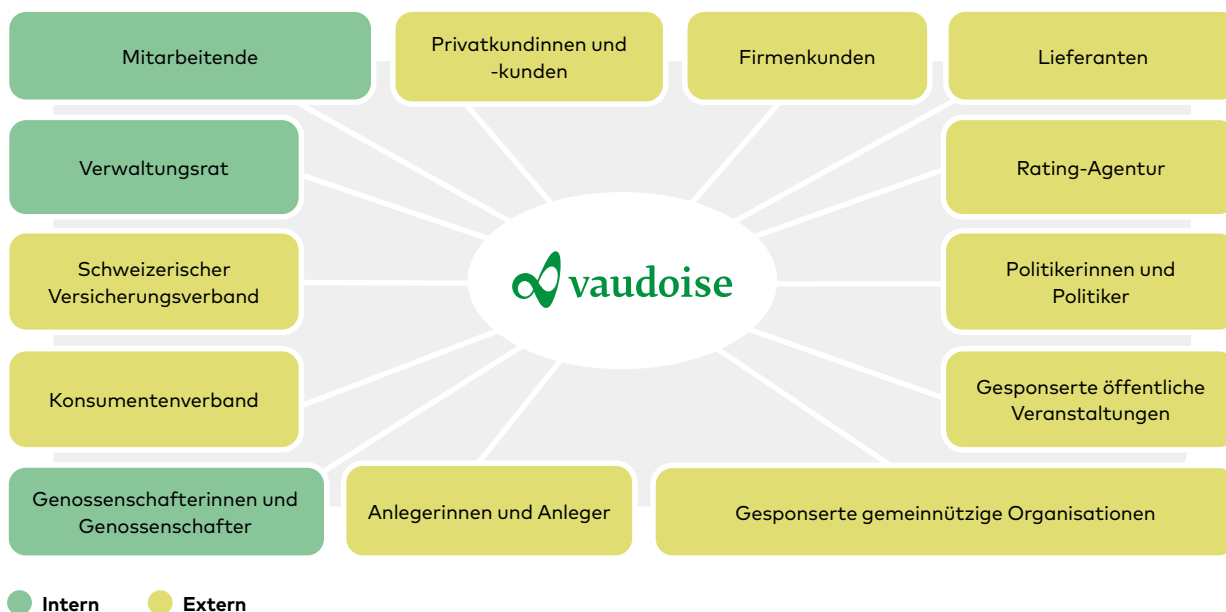 Mitarbeitende
Privatkundinnen und
-kunden
Firmenkunden
Lieferanten
Verwaltungsrat
Rating-Agentur
Schweizerischer
Versicherungsverband
vaudoise
Politikerinnen und
Politiker
Konsumentenverband
Gesponserte öffentliche
Veranstaltungen
Genossenschafterinnen und
Genossenschafter
Anlegerinnen und Anleger
Gesponserte gemeinnützige Organisationen
Intern
Extern